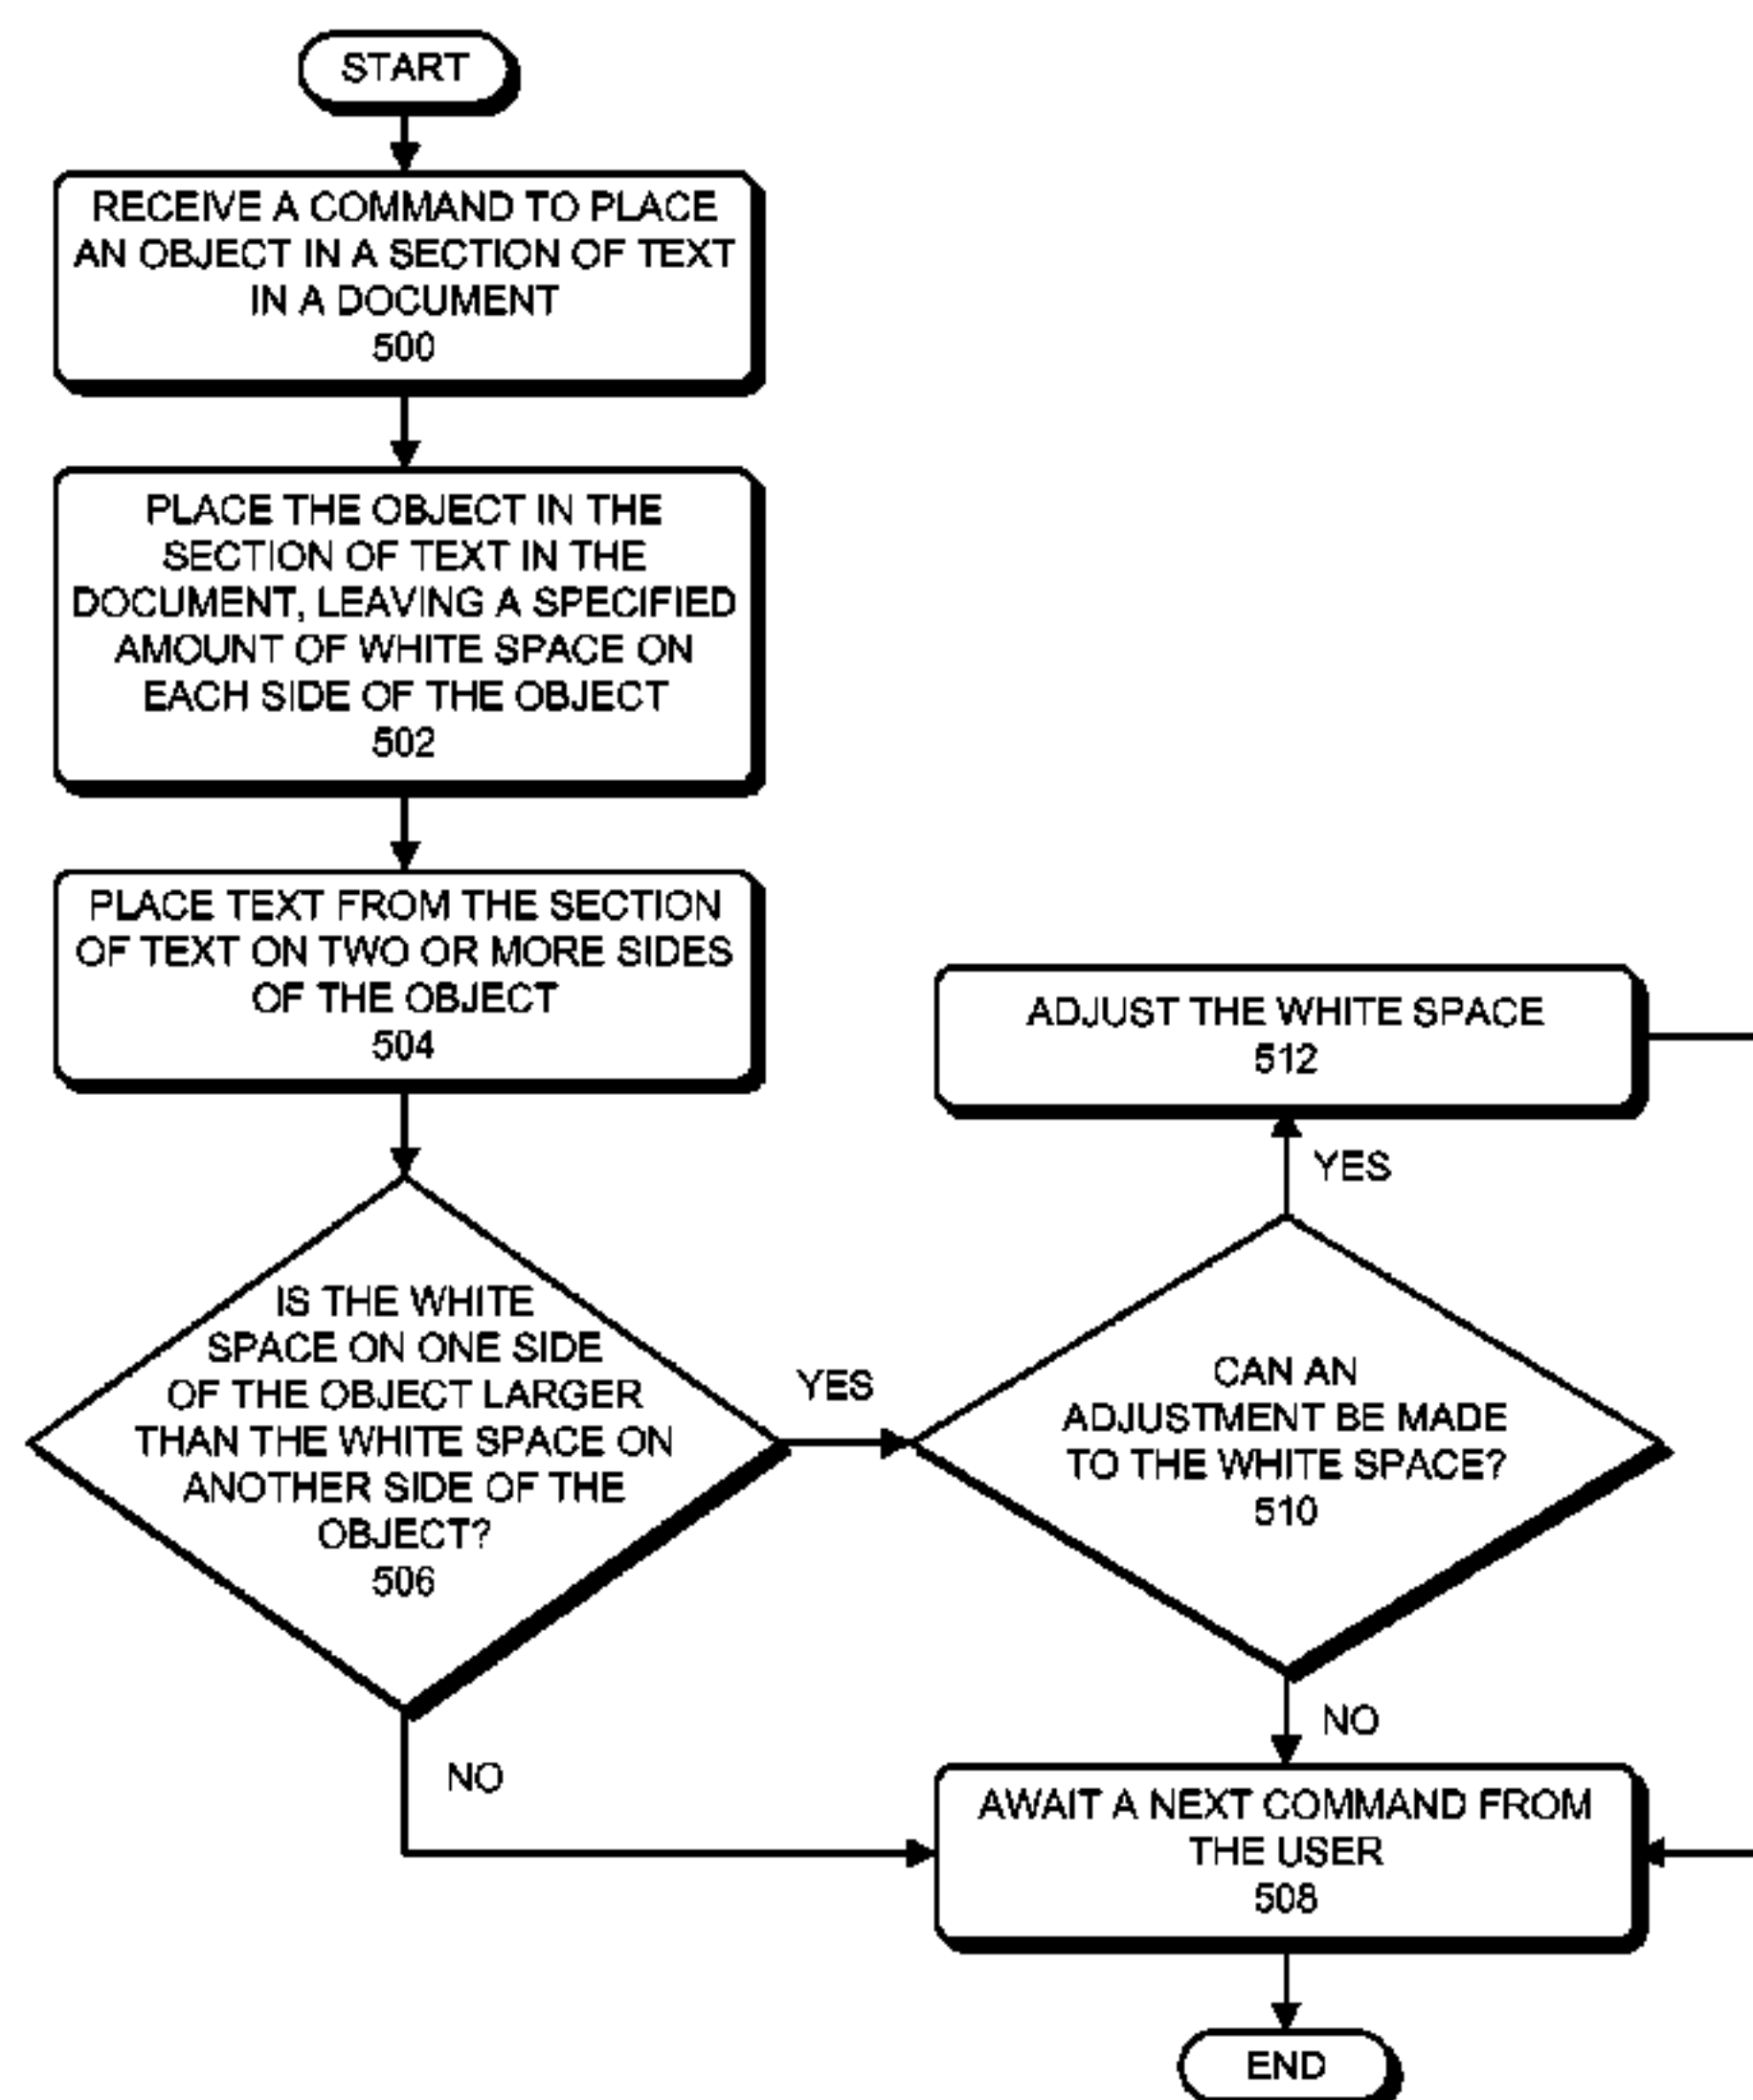 START
RECEIVE A COMMAND TO PLACE
AN OBJECT IN A SECTION OF TEXT
IN A DOCUMENT
500
PLACE THE OBJECT IN THE
SECTION OF TEXT IN THE
DOCUMENT, LEAVING A SPECIFIED
AMOUNT OF WHITE SPACE ON
EACH SIDE OF THE OBJECT
502
PLACE TEXT FROM THE SECTION
OF TEXT ON TWO OR MORE SIDES
OF THE OBJECT
504
IS THE WHITE
SPACE ON ONE SIDE
OF THE OBJECT LARGER
THAN THE WHITE SPACE ON
ANOTHER SIDE OF THE
OBJECT?
506
YES
NO
ADJUST THE WHITE SPACE
512
YES
CAN AN
ADJUSTMENT BE MADE
TO THE WHITE SPACE?
510
NO
AWAIT A NEXT COMMAND FROM
THE USER
508
END